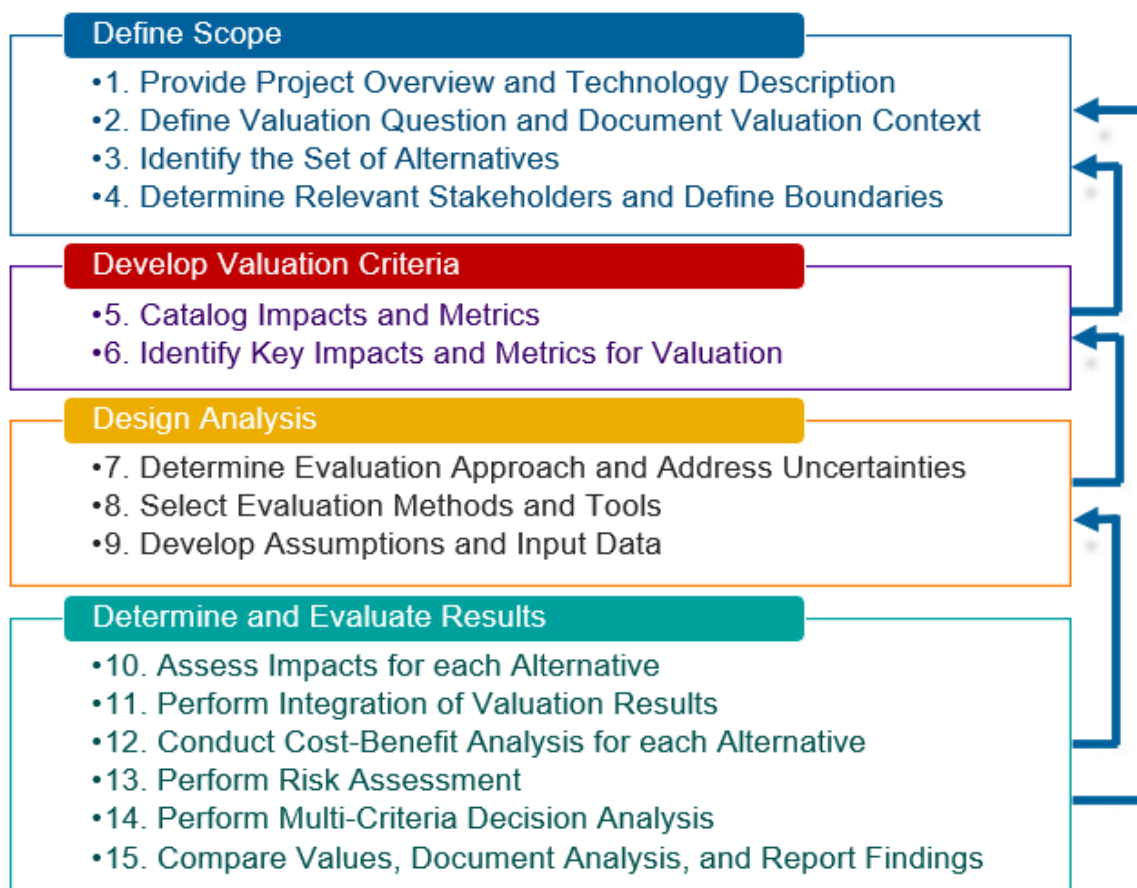 Define Scope
•1. Provide Project Overview and Technology Description
•2. Define Valuation Question and Document Valuation Context
•3. Identify the Set of Alternatives
•4. Determine Relevant Stakeholders and Define Boundaries
Develop Valuation Criteria
•5. Catalog Impacts and Metrics
•6. Identify Key Impacts and Metrics for Valuation
Design Analysis
•7. Determine Evaluation Approach and Address Uncertainties
•8. Select Evaluation Methods and Tools
•9. Develop Assumptions and Input Data
Determine and Evaluate Results
•10. Assess Impacts for each Alternative
•11. Perform Integration of Valuation Results
•12. Conduct Cost-Benefit Analysis for each Alternative
•13. Perform Risk Assessment
•14. Perform Multi-Criteria Decision Analysis
•15. Compare Values, Document Analysis, and Report Findings